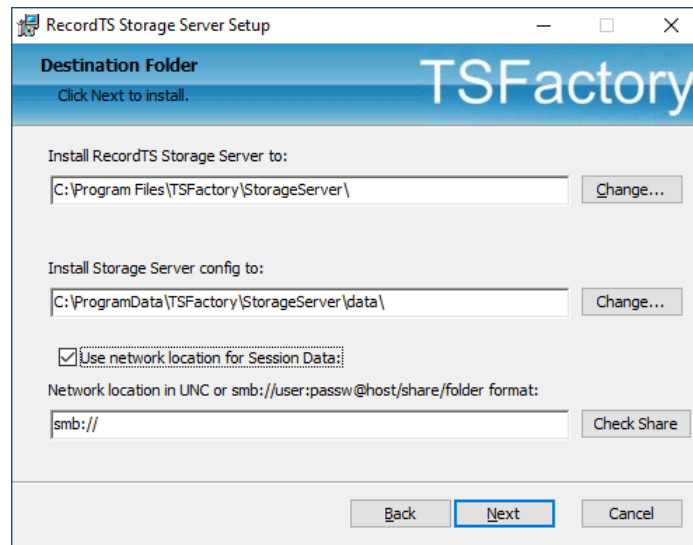 RecordTS Storage Server Setup
Destination Folder
Click Next to install.
TSFactory
Install RecordTS Storage Server to:
C:\Program Files\TSFactory\StorageServer\
Change...
Install Storage Server config to:
C:\ProgramData\TSFactory\StorageServer\data\
Change...
Use network location for Session Data:
Network location in UNC or smb://user:passw@host/share/folder format:
smb://
Check Share
Back
Next
Cancel